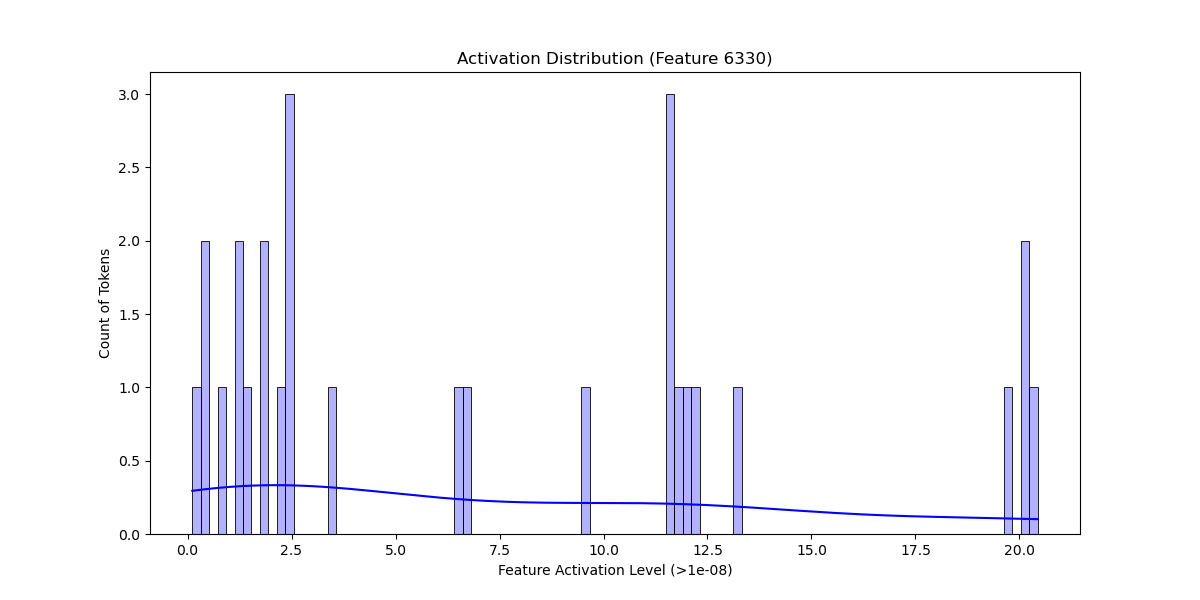 Activation Distribution (Feature 6330)
Count of Tokens
3.0
2.5
2.0
1.5
1.0
0.5
0.0
0.0 2.5 5.0 7.5 10.0 12.5 15.0 17.5 20.0
Feature Activation Level (>1e-08)